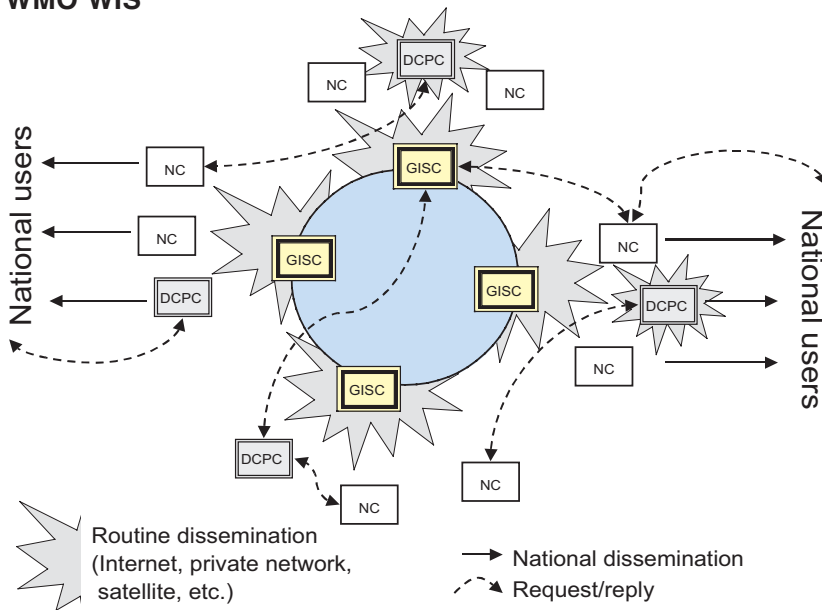 WMO WIS
DCPC
NC
NC
GISC
NC
National users
NC
GISC
NC
GISC
DCPC
DCPC
National users
NC
GISC
DCPC
NC
NC
Routine dissemination
(Internet, private network,
satellite, etc.)
National dissemination
Request/reply